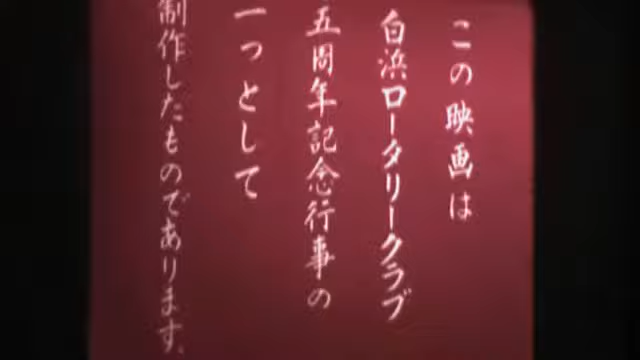 この映画は
白浜ロータリークラブ
五周年記念行事の
一つとして
制作したものであります。